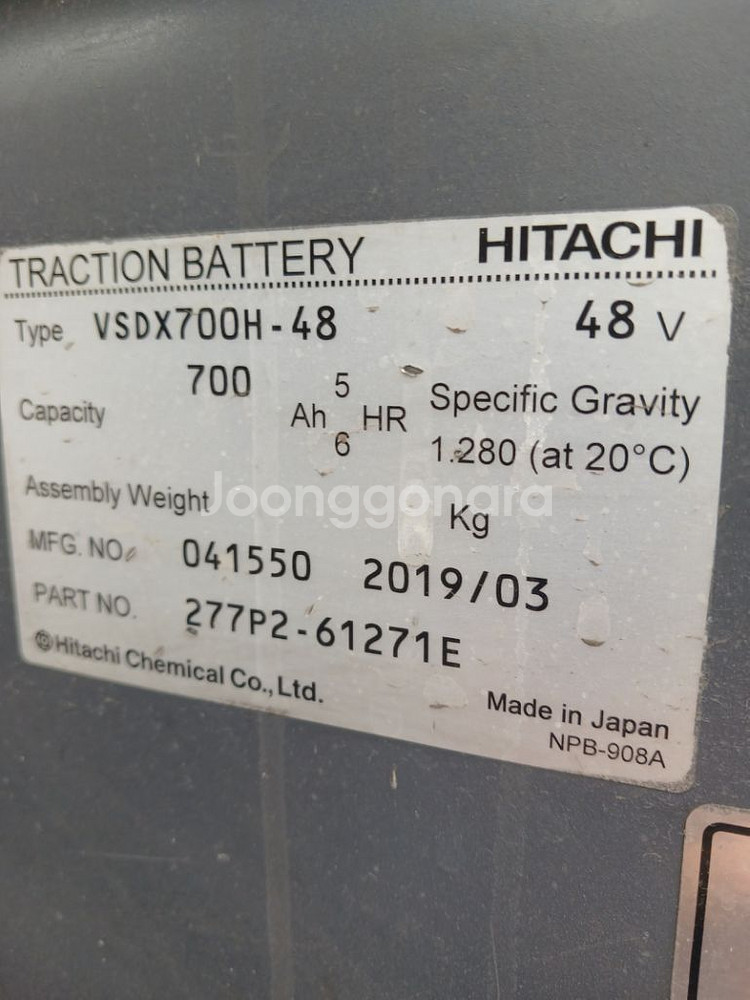 TRACTION BATTERY HITACHI
Type VSDX700H-48 48 V
Capacity 700 Ah 5 6 HR Specific Gravity
1.280 (at 20°C)
Assembly Weight Kg
Joonggonara
MFG. NO. 041550 2019/03
PART NO. 277P2-61271E
Hitachi Chemical Co., Ltd.
Made in Japan
NPB-908A